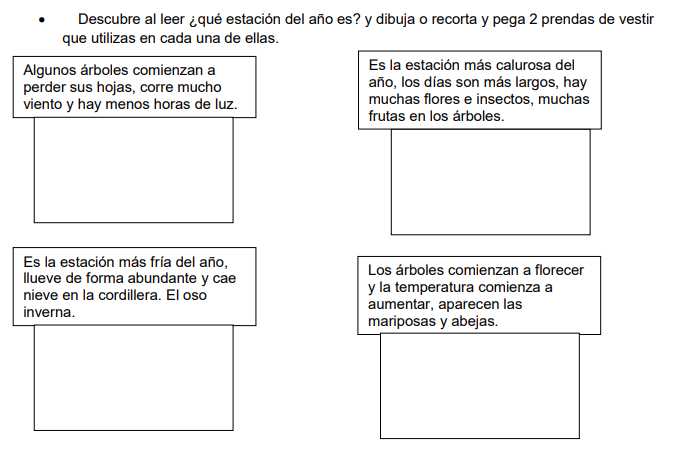 • Descubre al leer ¿qué estación del año es? y dibuja o recorta y pega 2 prendas de vestir
que utilizas en cada una de ellas.
Algunos árboles comienzan a
perder sus hojas, corre mucho
viento y hay menos horas de luz.
Es la estación más calurosa del
año, los días son más largos, hay
muchas flores e insectos, muchas
frutas en los árboles.
Es la estación más fría del año,
llueve de forma abundante y cae
nieve en la cordillera. El oso
inverna.
Los árboles comienzan a florecer
y la temperatura comienza a
aumentar, aparecen las
mariposas y abejas.